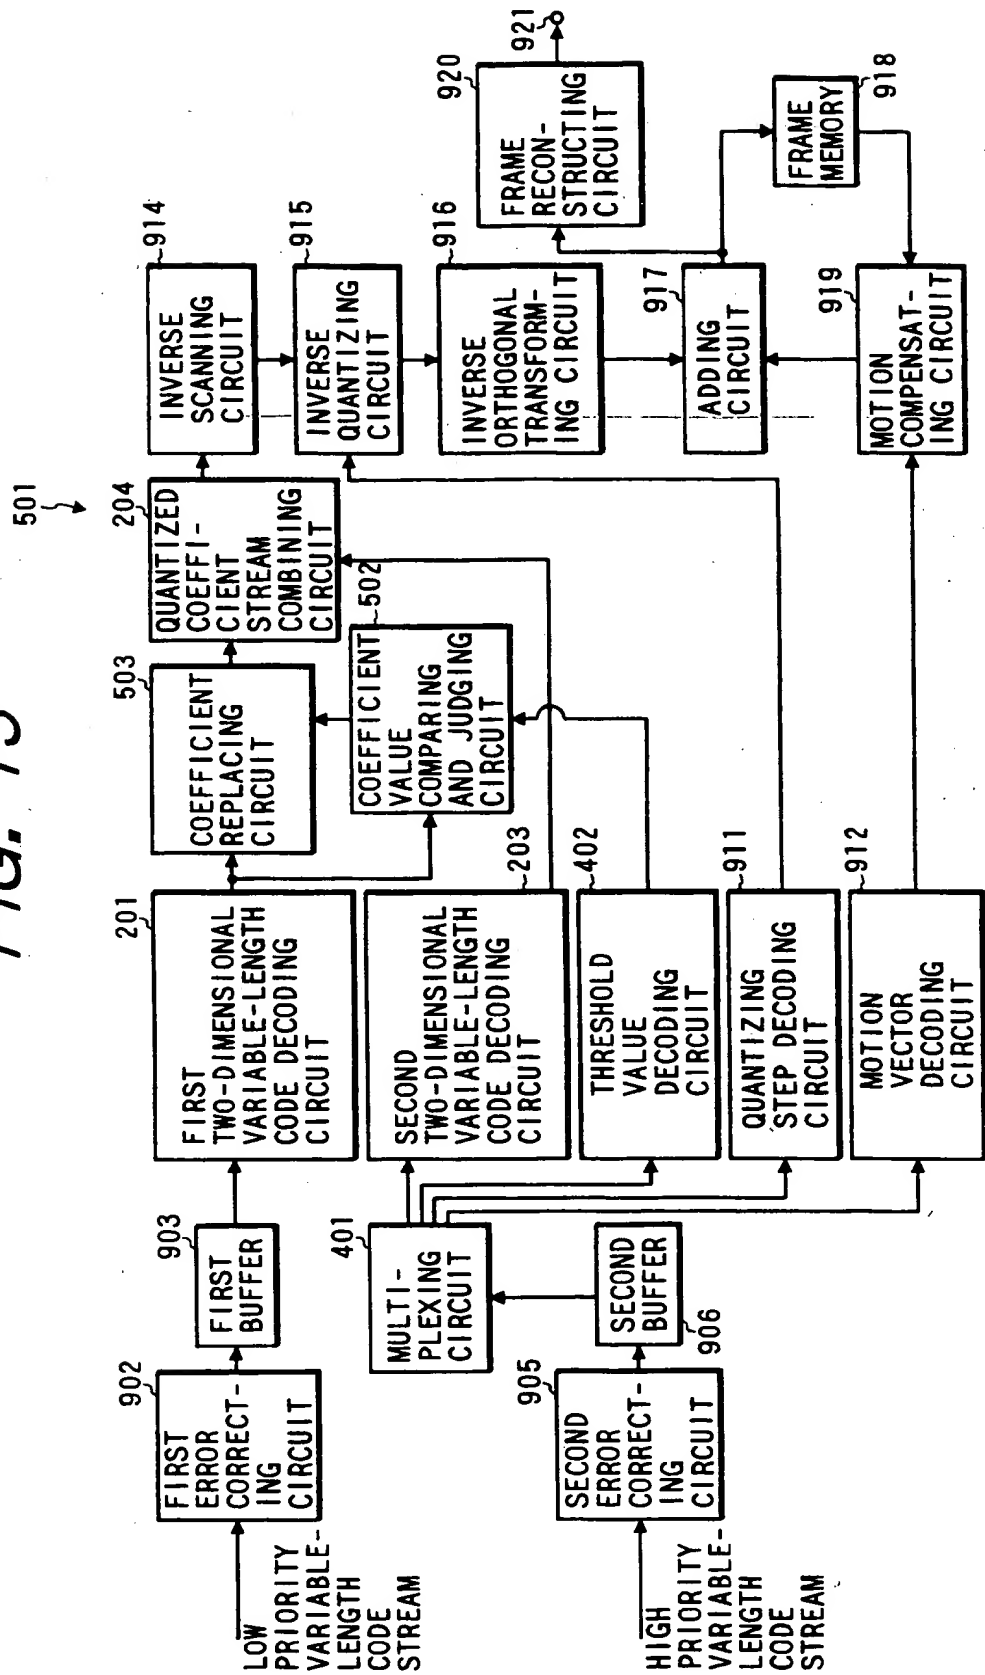 FIG. 15
501
LOW
PRIORITY
VARIABLE-
LENGTH
CODE
STREAM
902
FIRST
ERROR
CORRECT-
ING
CIRCUIT
903
FIRST
BUFFER
201
FIRST
TWO-DIMENSIONAL
VARIABLE-LENGTH
CODE DECODING
CIRCUIT
503
COEFFICIENT
REPLACING
CIRCUIT
204
QUANTIZED
COEFFI-
CIENT
STREAM
COMBINING
CIRCUIT
914
INVERSE
SCANNING
CIRCUIT
915
INVERSE
QUANTIZING
CIRCUIT
502
COEFFICIENT
VALUE
COMPARING
AND JUDGING
CIRCUIT
401
MULTI-
PLEXING
CIRCUIT
203
SECOND
TWO-DIMENSIONAL
VARIABLE-LENGTH
CODE DECODING
CIRCUIT
916
INVERSE
ORTHOGONAL
TRANSFORM-
ING CIRCUIT
920
FRAME
RECON-
STRUCTING
CIRCUIT
921
HIGH
PRIORITY
VARIABLE-
LENGTH
CODE
STREAM
905
SECOND
ERROR
CORRECT-
ING
CIRCUIT
SECOND
BUFFER
906
402
THRESHOLD
VALUE
DECODING
CIRCUIT
917
ADDING
CIRCUIT
911
QUANTIZING
STEP DECODING
CIRCUIT
FRAME
MEMORY
918
912
MOTION
VECTOR
DECODING
CIRCUIT
919
MOTION
COMPENSAT-
ING CIRCUIT